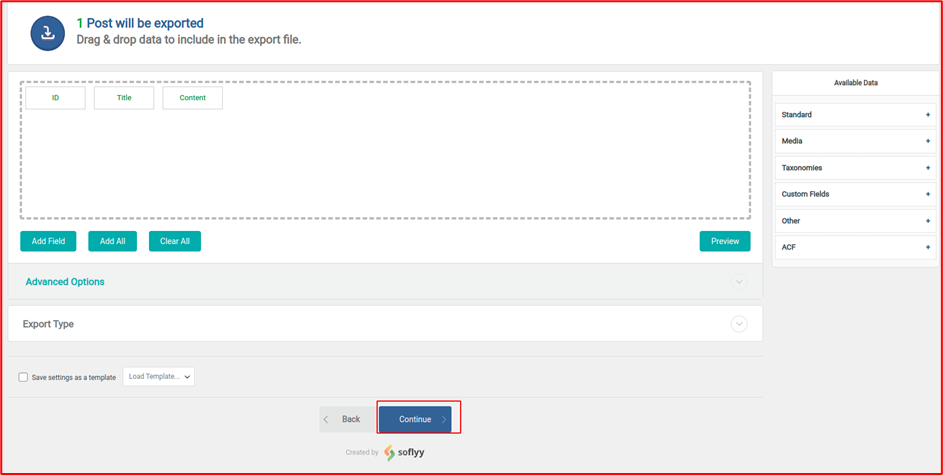 1 Post will be exported
Drag & drop data to include in the export file.
ID
Title
Content
Add Field
Add All
Clear All
Preview
Advanced Options
Export Type
Save settings as a template
Load Template...
Back
Continue
Created by soflyy
Available Data
Standard +
Media +
Taxonomies +
Custom Fields +
Other +
ACF +